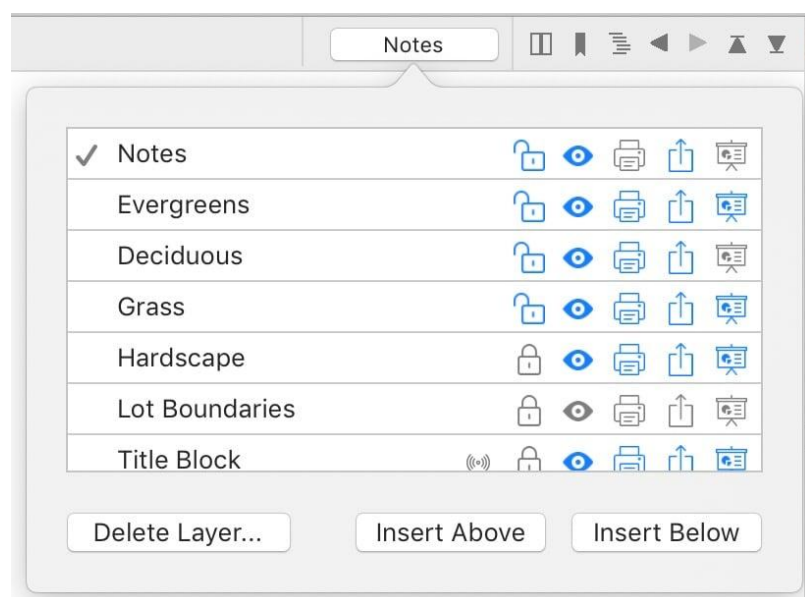 Notes
Notes
Evergreens
Deciduous
Grass
Hardscape
Lot Boundaries
Title Block
Delete Layer... Insert Above Insert Below